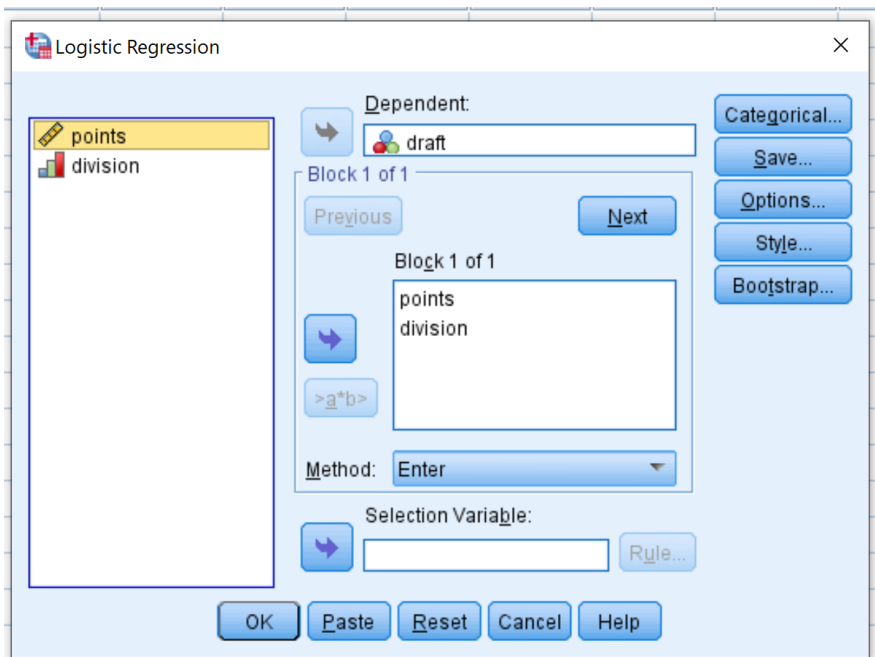 Logistic Regression
points
division
Dependent:
draft
Block 1 of 1
Previous
Next
Block 1 of 1
points
division
>a*b>
Method:
Enter
Selection Variable:
Rule...
Categorical...
Save...
Options...
Style...
Bootstrap...
OK
Paste
Reset
Cancel
Help